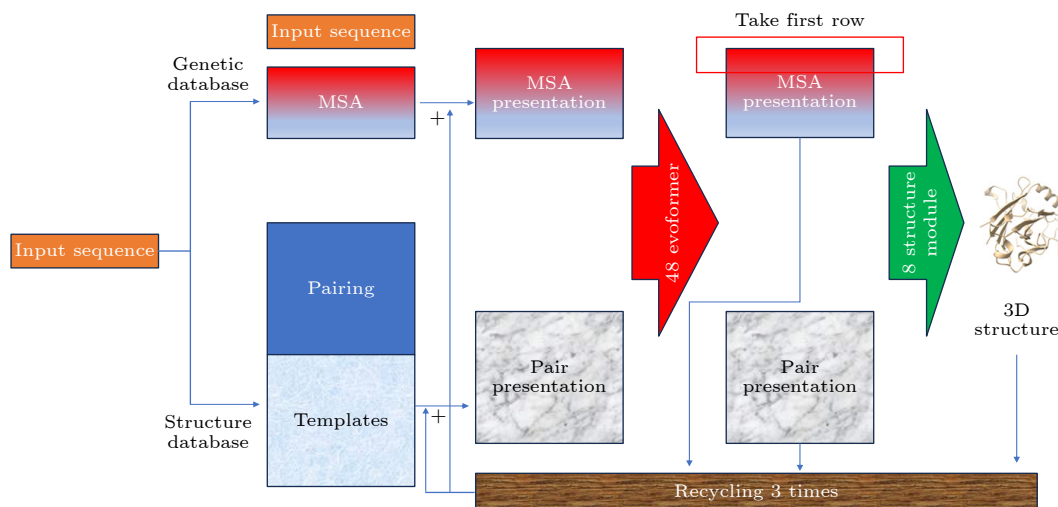 Input sequence
Take first row
Genetic
database
MSA
+
MSA
presentation
MSA
presentation
Input sequence
Pairing
48 evoformer
8 structure
module
3D
structure
Pair
presentation
Pair
presentation
Templates
+
Structure
database
Recycling 3 times